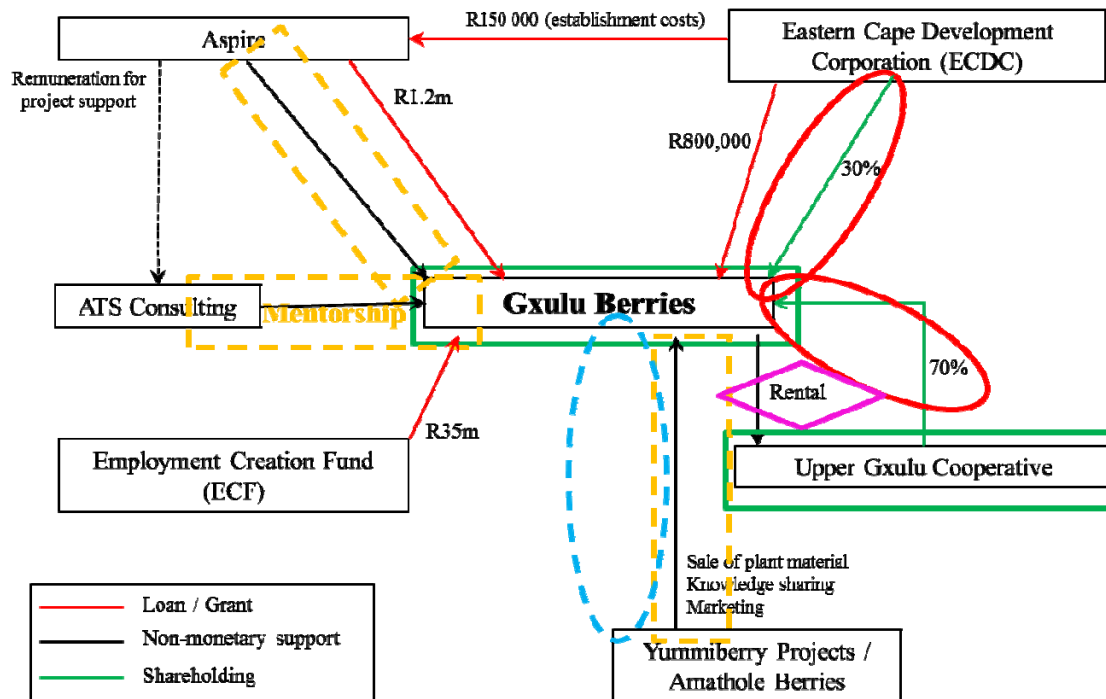 R150 000 (establishment costs)
Aspire
Eastern Cape Development
Corporation (ECDC)
Remuneration for
project support
R1.2m
R800,000
30%
ATS Consulting
Mentorship
Gxulu Berries
70%
Rental
R35m
Employment Creation Fund
(ECF)
Upper Gxulu Cooperative
Sale of plant material
Knowledge sharing
Marketing
Loan / Grant
Non-monetary support
Shareholding
Yummiberry Projects /
Amathole Berries